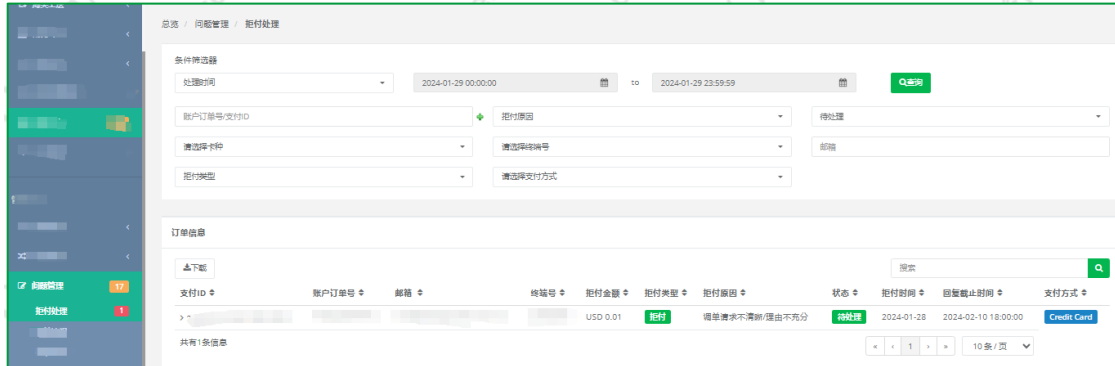 总览 / 问题管理 / 拒付处理
条件筛选器
处理时间 2024-01-29 00:00:00 to 2024-01-29 23:59:59 查询
账户订单号/支付ID 拒付原因 待处理
请选择卡种 请选择终端号 邮箱
拒付类型 请选择支付方式
订单信息
下载 搜索
问题管理 17
支付ID 账户订单号 邮箱 终端号 拒付金额 拒付类型 拒付原因 状态 拒付时间 回复截止时间 支付方式
拒付处理 1
USD 0.01 拒付 调单请求不清晰/理由不充分 待处理 2024-01-28 2024-02-10 18:00:00 Credit Card
共有1条信息 « ‹ 1 › » 10 条 / 页